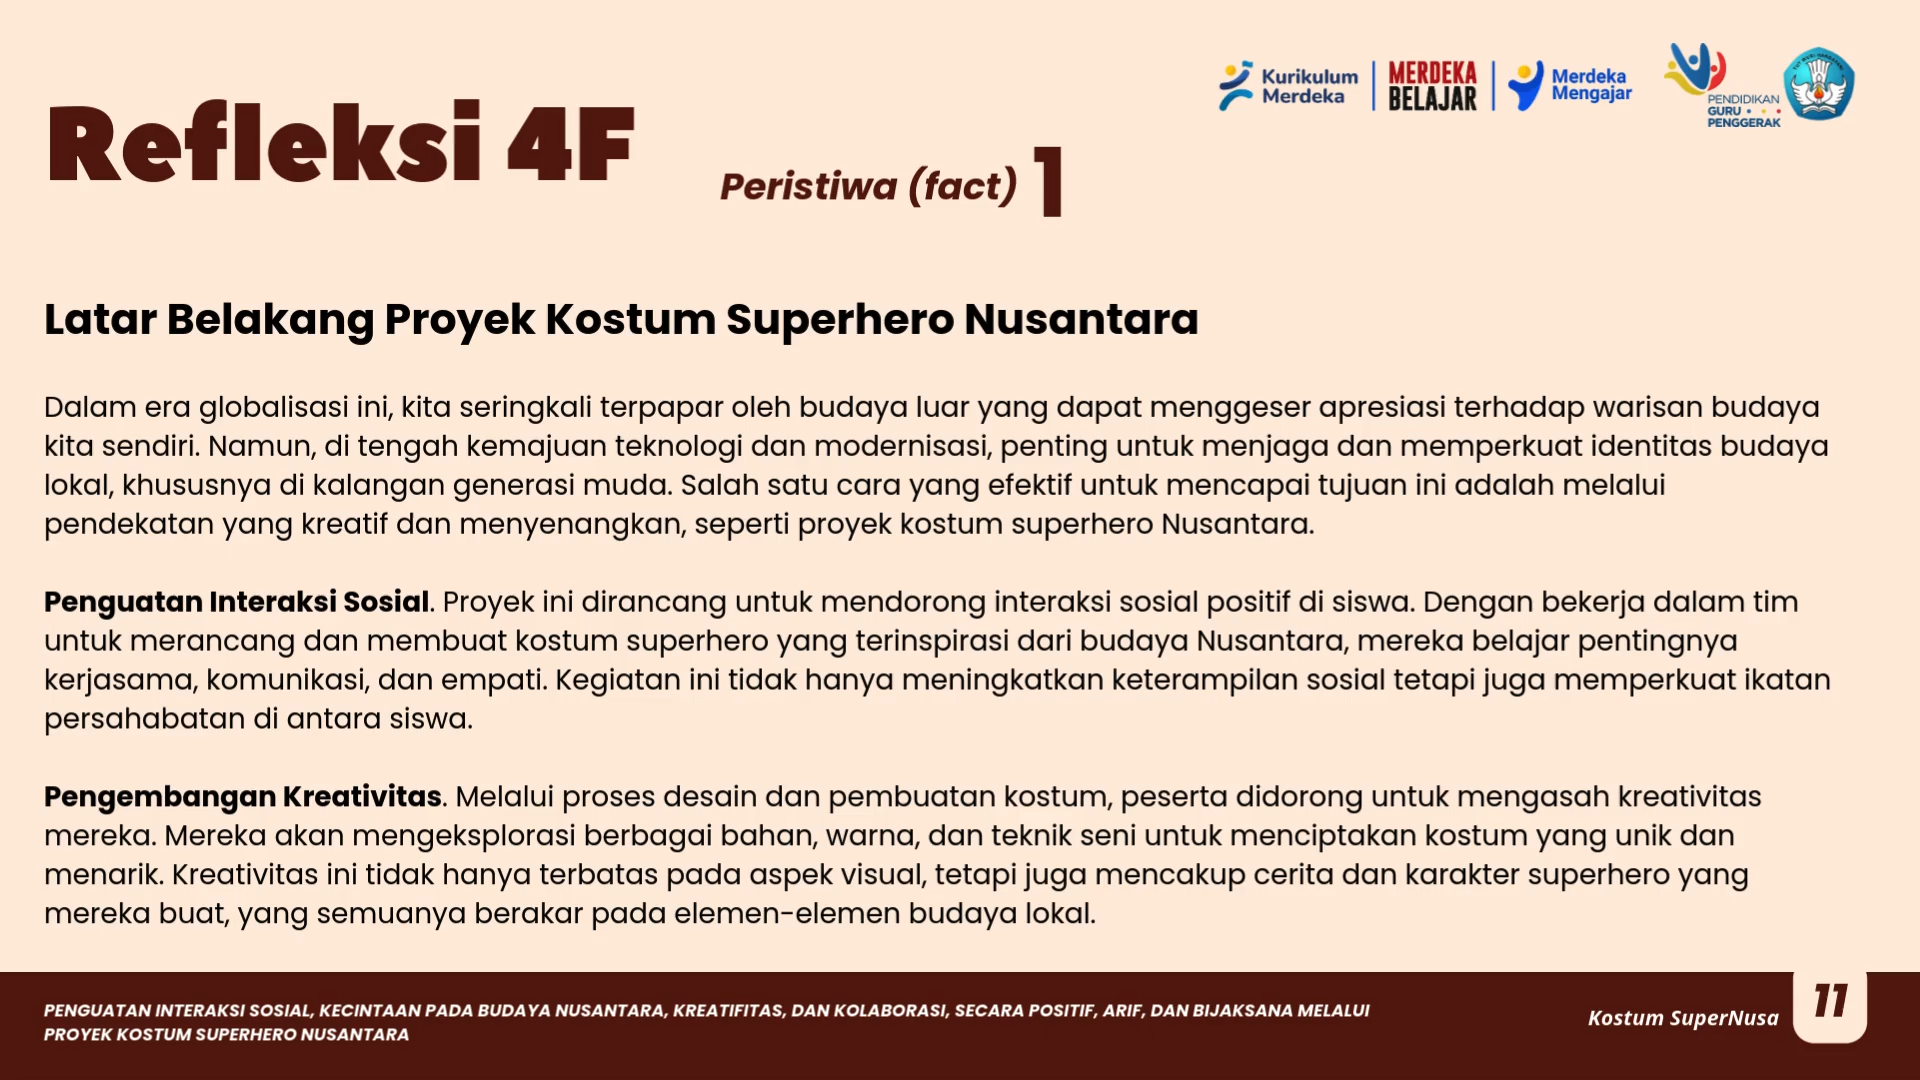 Kurikulum
Merdeka
MERDEKA
BELAJAR
Merdeka
Mengajar
PENDIDIKAN
GURU
PENGGERAK
Refleksi 4F
Peristiwa (fact) 1
Latar Belakang Proyek Kostum Superhero Nusantara
Dalam era globalisasi ini, kita seringkali terpapar oleh budaya luar yang dapat menggeser apresiasi terhadap warisan budaya
kita sendiri. Namun, di tengah kemajuan teknologi dan modernisasi, penting untuk menjaga dan memperkuat identitas budaya
lokal, khususnya di kalangan generasi muda. Salah satu cara yang efektif untuk mencapai tujuan ini adalah melalui
pendekatan yang kreatif dan menyenangkan, seperti proyek kostum superhero Nusantara.
Penguatan Interaksi Sosial. Proyek ini dirancang untuk mendorong interaksi sosial positif di siswa. Dengan bekerja dalam tim
untuk merancang dan membuat kostum superhero yang terinspirasi dari budaya Nusantara, mereka belajar pentingnya
kerjasama, komunikasi, dan empati. Kegiatan ini tidak hanya meningkatkan keterampilan sosial tetapi juga memperkuat ikatan
persahabatan di antara siswa.
Pengembangan Kreativitas. Melalui proses desain dan pembuatan kostum, peserta didorong untuk mengasah kreativitas
mereka. Mereka akan mengeksplorasi berbagai bahan, warna, dan teknik seni untuk menciptakan kostum yang unik dan
menarik. Kreativitas ini tidak hanya terbatas pada aspek visual, tetapi juga mencakup cerita dan karakter superhero yang
mereka buat, yang semuanya berakar pada elemen-elemen budaya lokal.
PENGUATAN INTERAKSI SOSIAL, KECINTAAN PADA BUDAYA NUSANTARA, KREATIFITAS, DAN KOLABORASI, SECARA POSITIF, ARIF, DAN BIJAKSANA MELALUI
PROYEK KOSTUM SUPERHERO NUSANTARA
Kostum SuperNusa
11